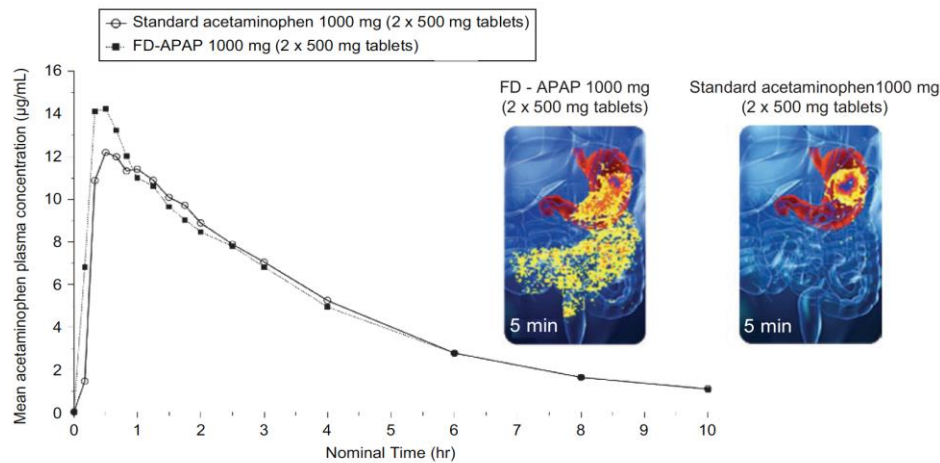 Standard acetaminophen 1000 mg (2 x 500 mg tablets)
FD-APAP 1000 mg (2 x 500 mg tablets)
Mean acetaminophen plasma concentration (µg/mL)
16
14
12
10
8
6
4
2
0
0 1 2 3 4 5 6 7 8 9 10
Nominal Time (hr)
FD - APAP 1000 mg
(2 x 500 mg tablets)
5 min
Standard acetaminophen1000 mg
(2 x 500 mg tablets)
5 min